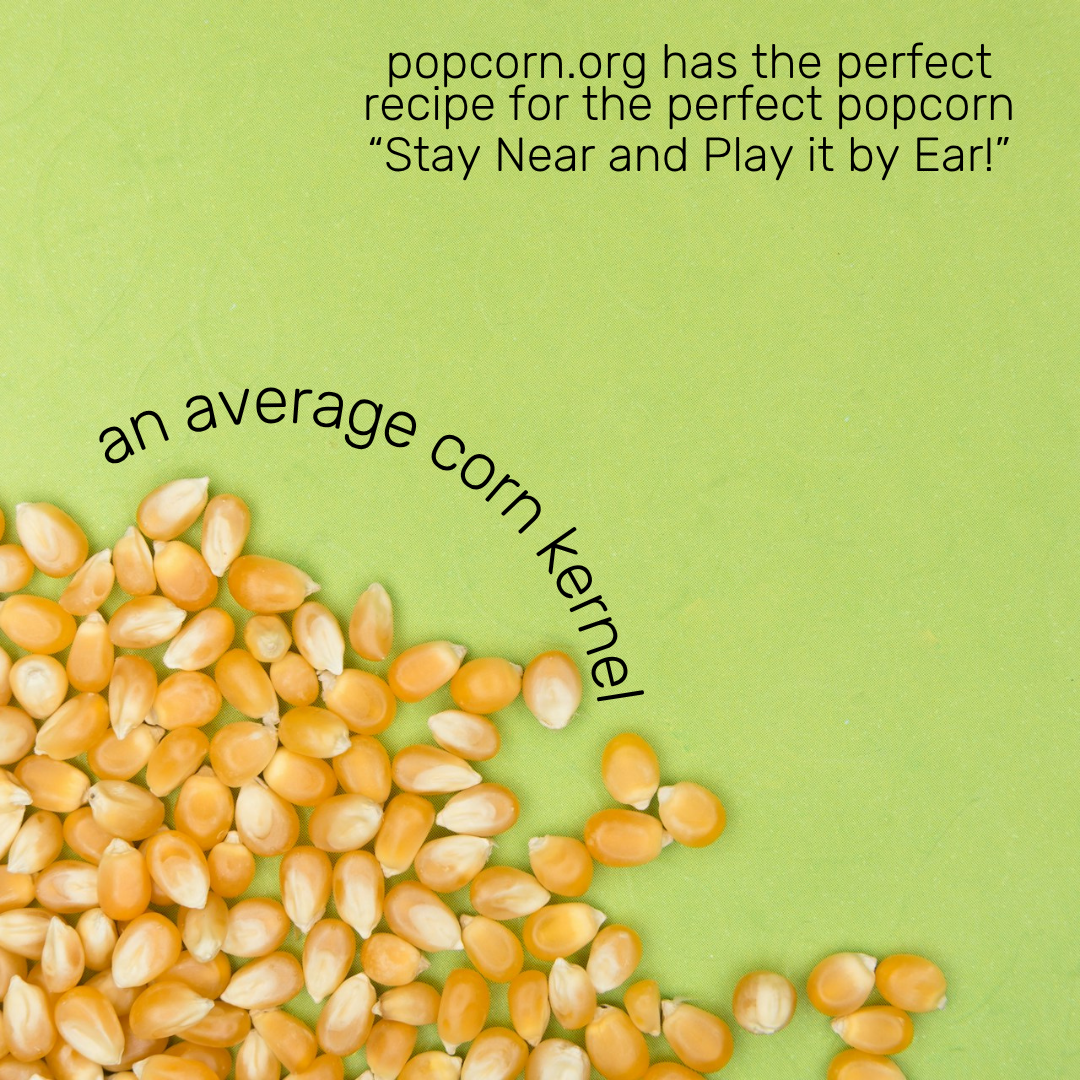 popcorn.org has the perfect
recipe for the perfect popcorn
“Stay Near and Play it by Ear!”
an average corn kernel